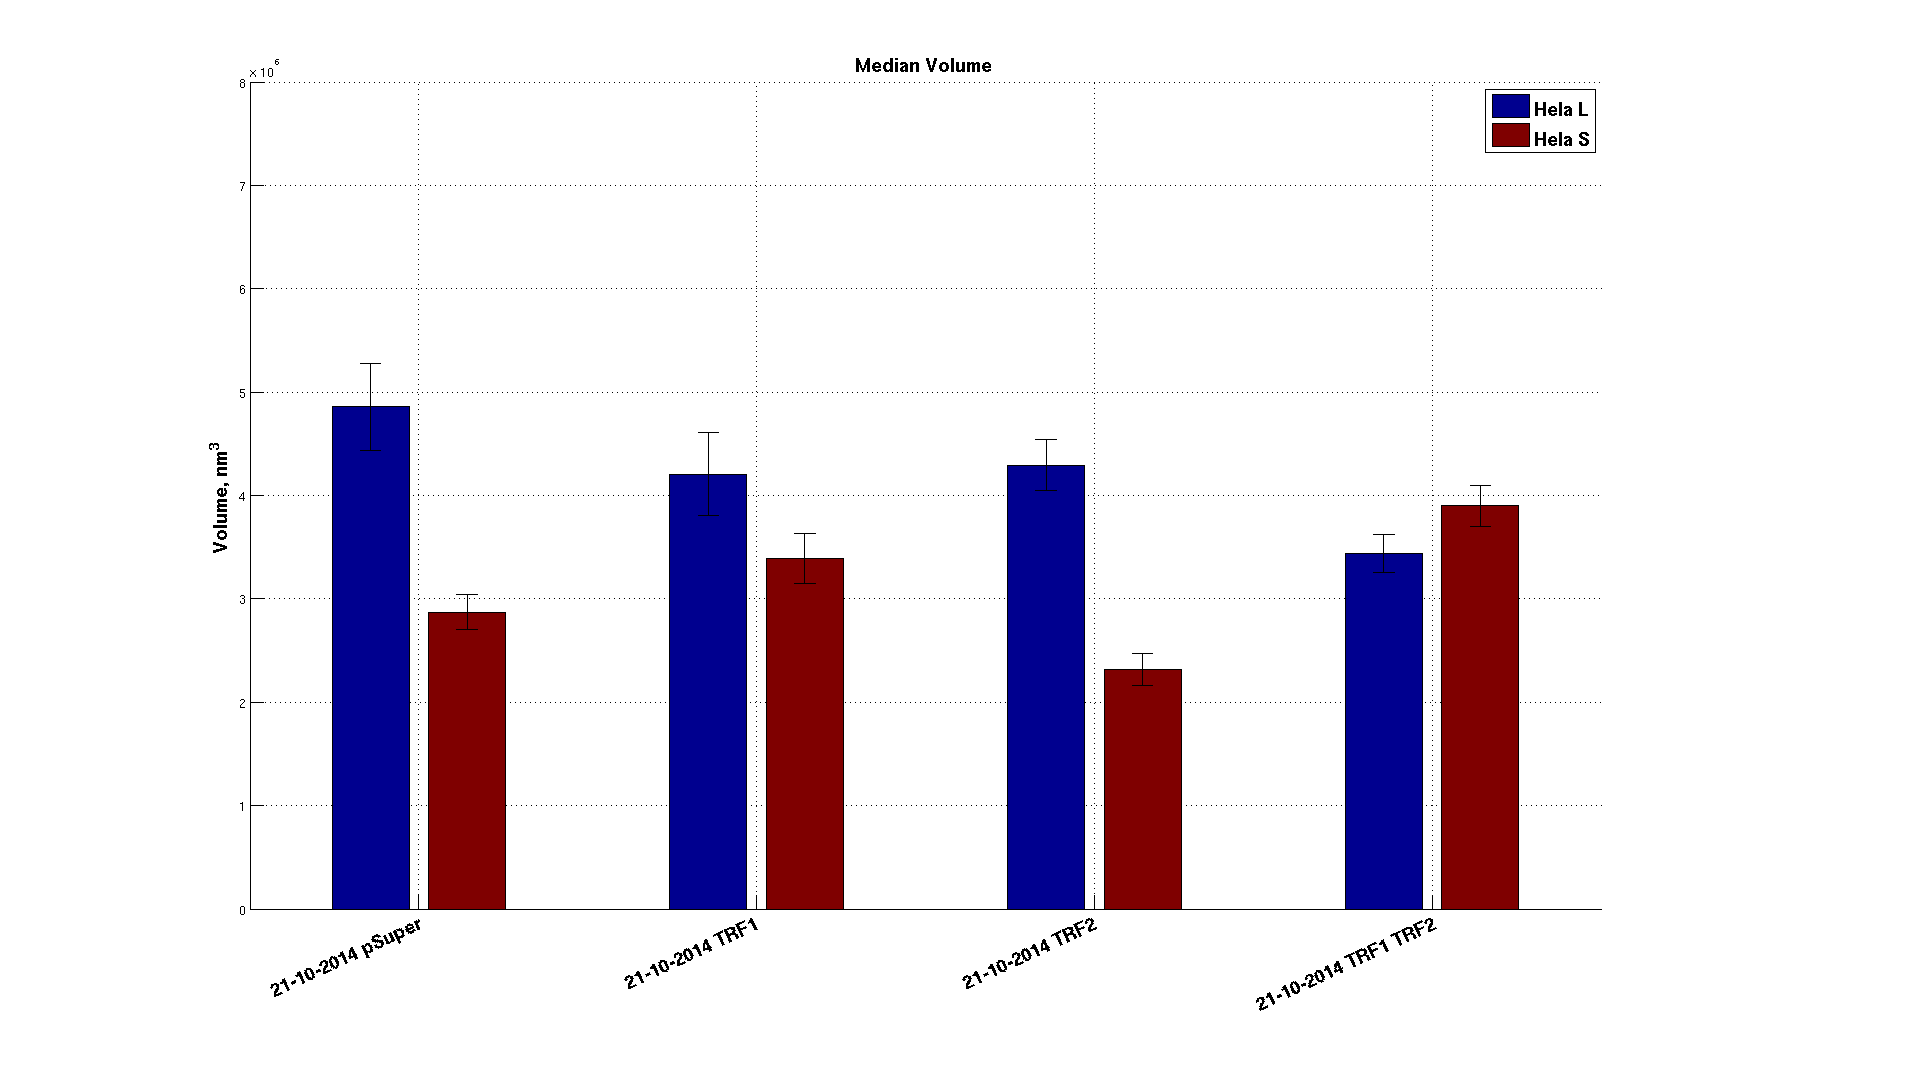 Median Volume
× 10⁶
8
7
6
5
4
3
2
1
0
Volume, nm³
Hela L
Hela S
21-10-2014 pSuper
21-10-2014 TRF1
21-10-2014 TRF2
21-10-2014 TRF1 TRF2